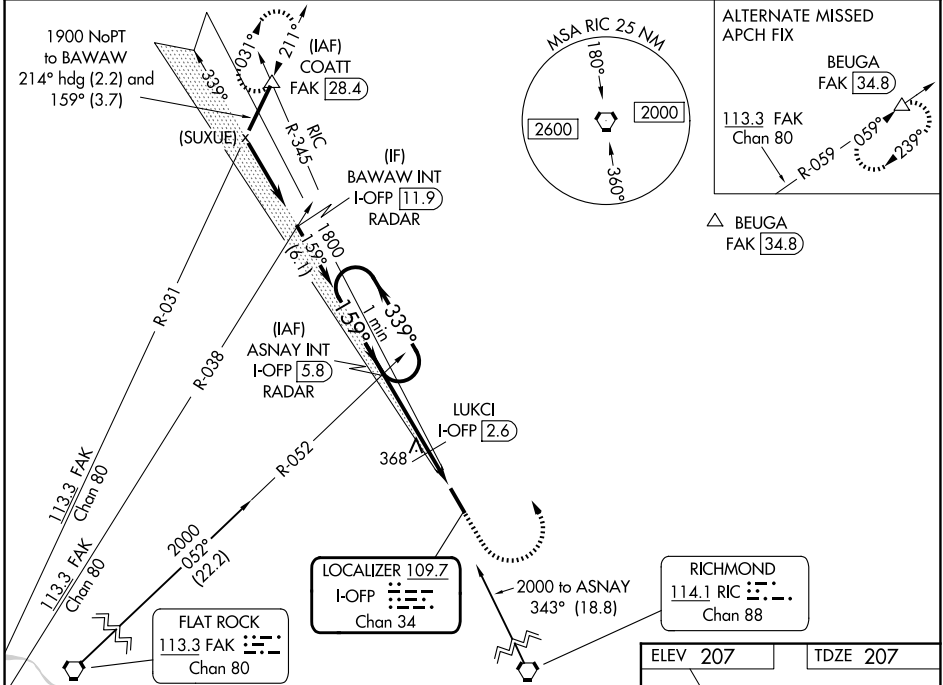 1900 NoPT
to BAWAW
214° hdg (2.2) and
159° (3.7)
339°
031°
211°
(IAF)
COATT
FAK 28.4
(SUXUE)
RIC
R-345
(IF)
BAWAW INT
I-OFP 11.9
RADAR
1800
159°
(6.1)
MSA RIC 25 NM
180°
2600
2000
360°
ALTERNATE MISSED
APCH FIX
BEUGA
FAK 34.8
113.3 FAK
Chan 80
R-059
059°
239°
BEUGA
FAK 34.8
R-031
R-038
(IAF)
ASNAY INT
I-OFP 5.8
RADAR
159°
1 min
339°
LUKCI
I-OFP 2.6
368
R-052
113.3 FAK
Chan 80
113.3 FAK
Chan 80
2000
052°
(22.2)
FLAT ROCK
113.3 FAK
Chan 80
LOCALIZER 109.7
I-OFP
Chan 34
2000 to ASNAY
343° (18.8)
RICHMOND
114.1 RIC
Chan 88
ELEV 207
TDZE 207